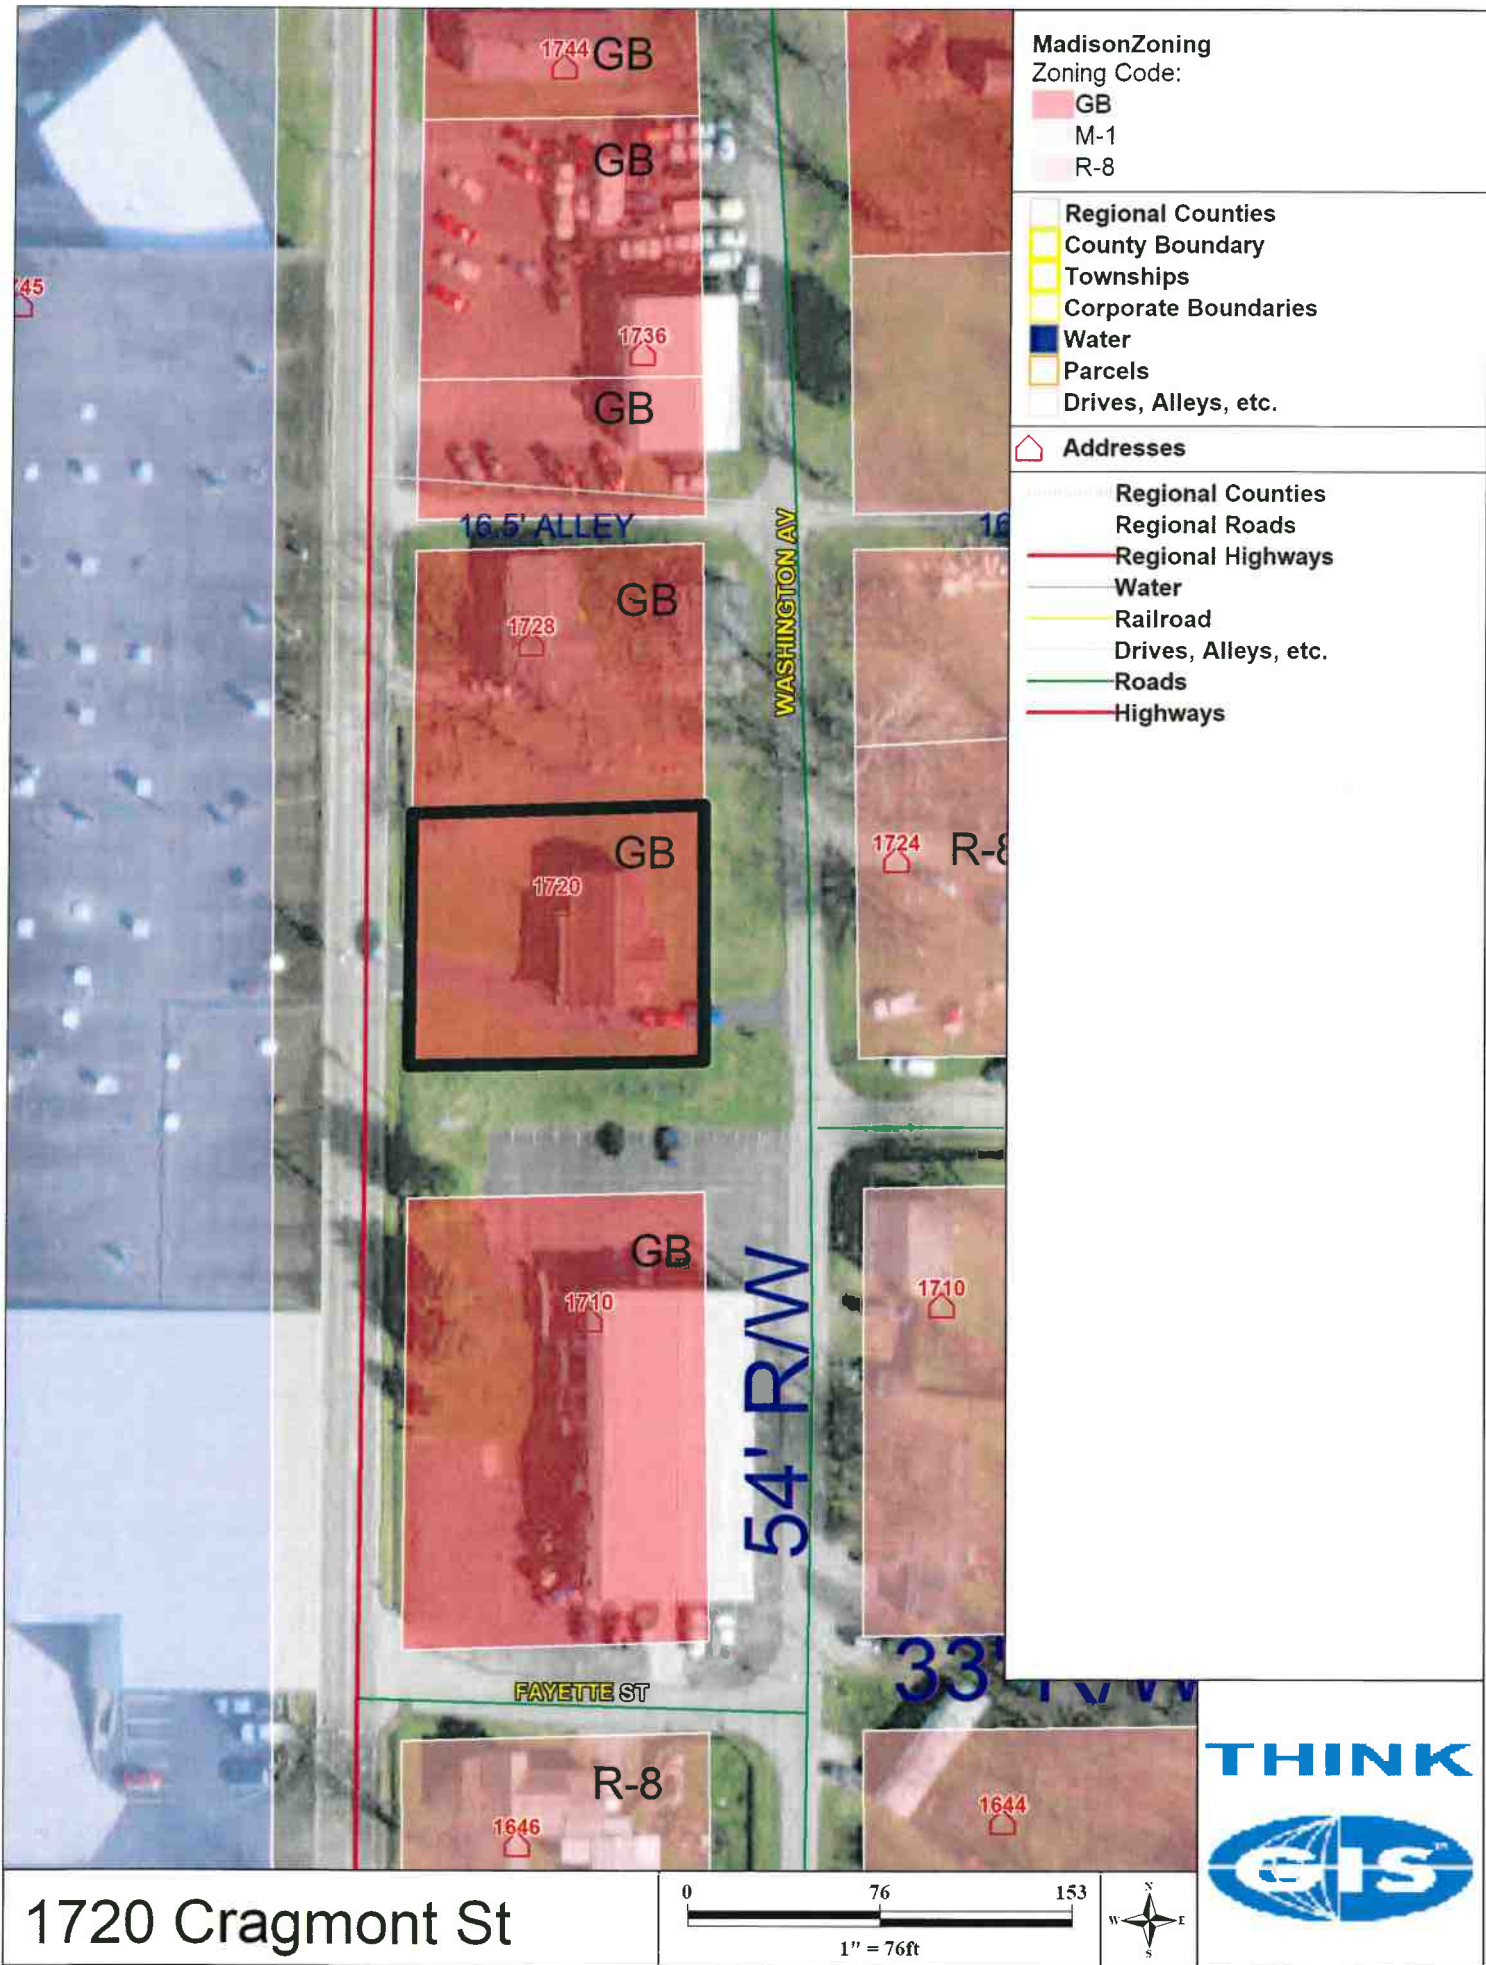 1744 GB
GB
1736
GB
16.5' ALLEY
16
WASHINGTON AV
GB
1728
GB
1720
1724 R-8
GB
1710
1710
54' R/W
33' R/W
FAYETTE ST
R-8
1646
1644
45
MadisonZoning
Zoning Code:
GB
M-1
R-8
Regional Counties
County Boundary
Townships
Corporate Boundaries
Water
Parcels
Drives, Alleys, etc.
Addresses
Regional Counties
Regional Roads
Regional Highways
Water
Railroad
Drives, Alleys, etc.
Roads
Highways
THINK
GIS
1720 Cragmont St
0 76 153
1" = 76ft
N
W E
S